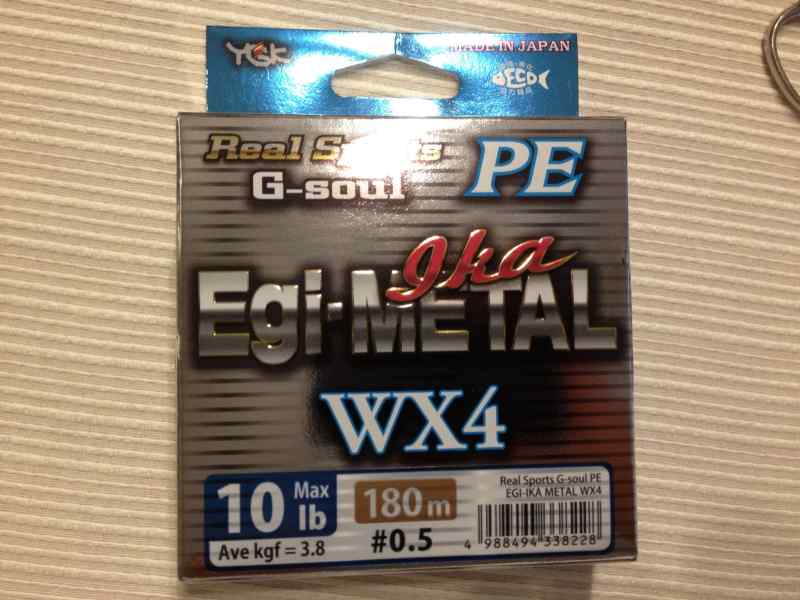 YGK
MADE IN JAPAN
ECO
Real Sports
G-soul PE
Ika
Egi-METAL
WX4
10 Max lb
180m
Ave kgf = 3.8
#0.5
Real Sports G-soul PE
EGI-IKA METAL WX4
4 988494 338228